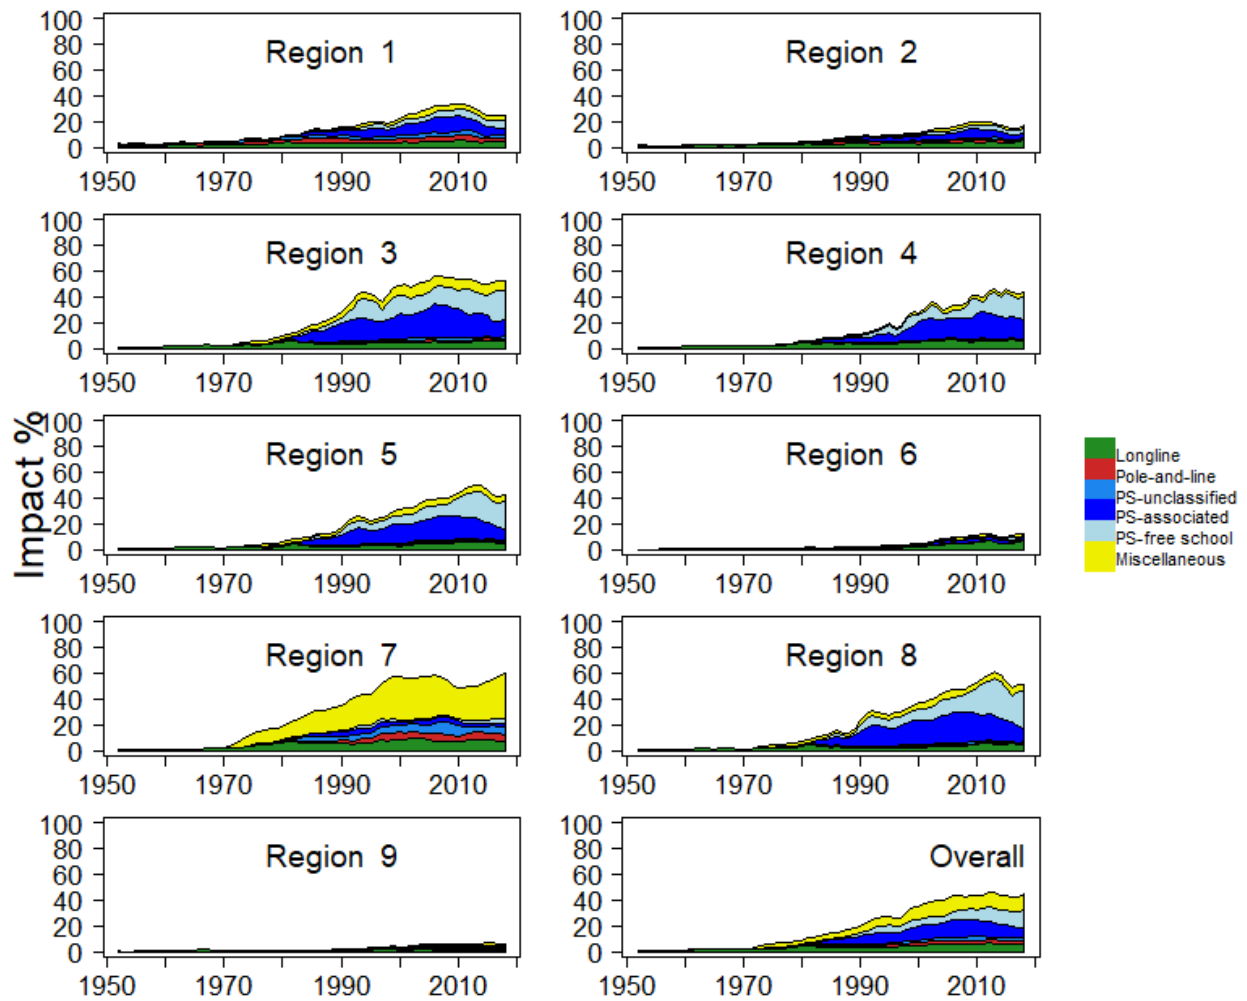 100
80
60
40
20
0
Region 1
1950 1970 1990 2010
100
80
60
40
20
0
Region 2
1950 1970 1990 2010
100
80
60
40
20
0
Region 3
1950 1970 1990 2010
100
80
60
40
20
0
Region 4
1950 1970 1990 2010
Impact %
100
80
60
40
20
0
Region 5
1950 1970 1990 2010
100
80
60
40
20
0
Region 6
1950 1970 1990 2010
Longline
Pole-and-line
PS-unclassified
PS-associated
PS-free school
Miscellaneous
100
80
60
40
20
0
Region 7
1950 1970 1990 2010
100
80
60
40
20
0
Region 8
1950 1970 1990 2010
100
80
60
40
20
0
Region 9
1950 1970 1990 2010
100
80
60
40
20
0
Overall
1950 1970 1990 2010